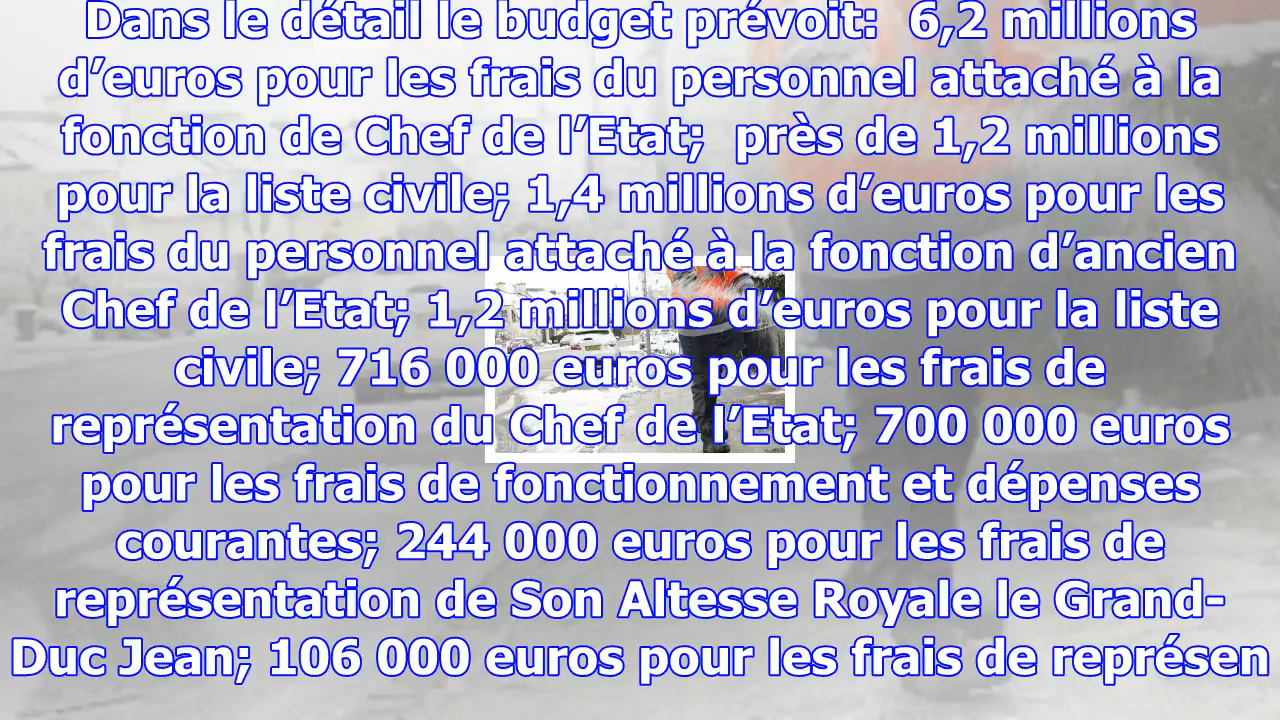 Dans le détail le budget prévoit:  6,2 millions
d’euros pour les frais du personnel attaché à la
fonction de Chef de l’Etat;  près de 1,2 millions
pour la liste civile; 1,4 millions d’euros pour les
frais du personnel attaché à la fonction d’ancien
Chef de l’Etat; 1,2 millions d’euros pour la liste
civile; 716 000 euros pour les frais de
représentation du Chef de l’Etat; 700 000 euros
pour les frais de fonctionnement et dépenses
courantes; 244 000 euros pour les frais de
représentation de Son Altesse Royale le Grand-
Duc Jean; 106 000 euros pour les frais de représen